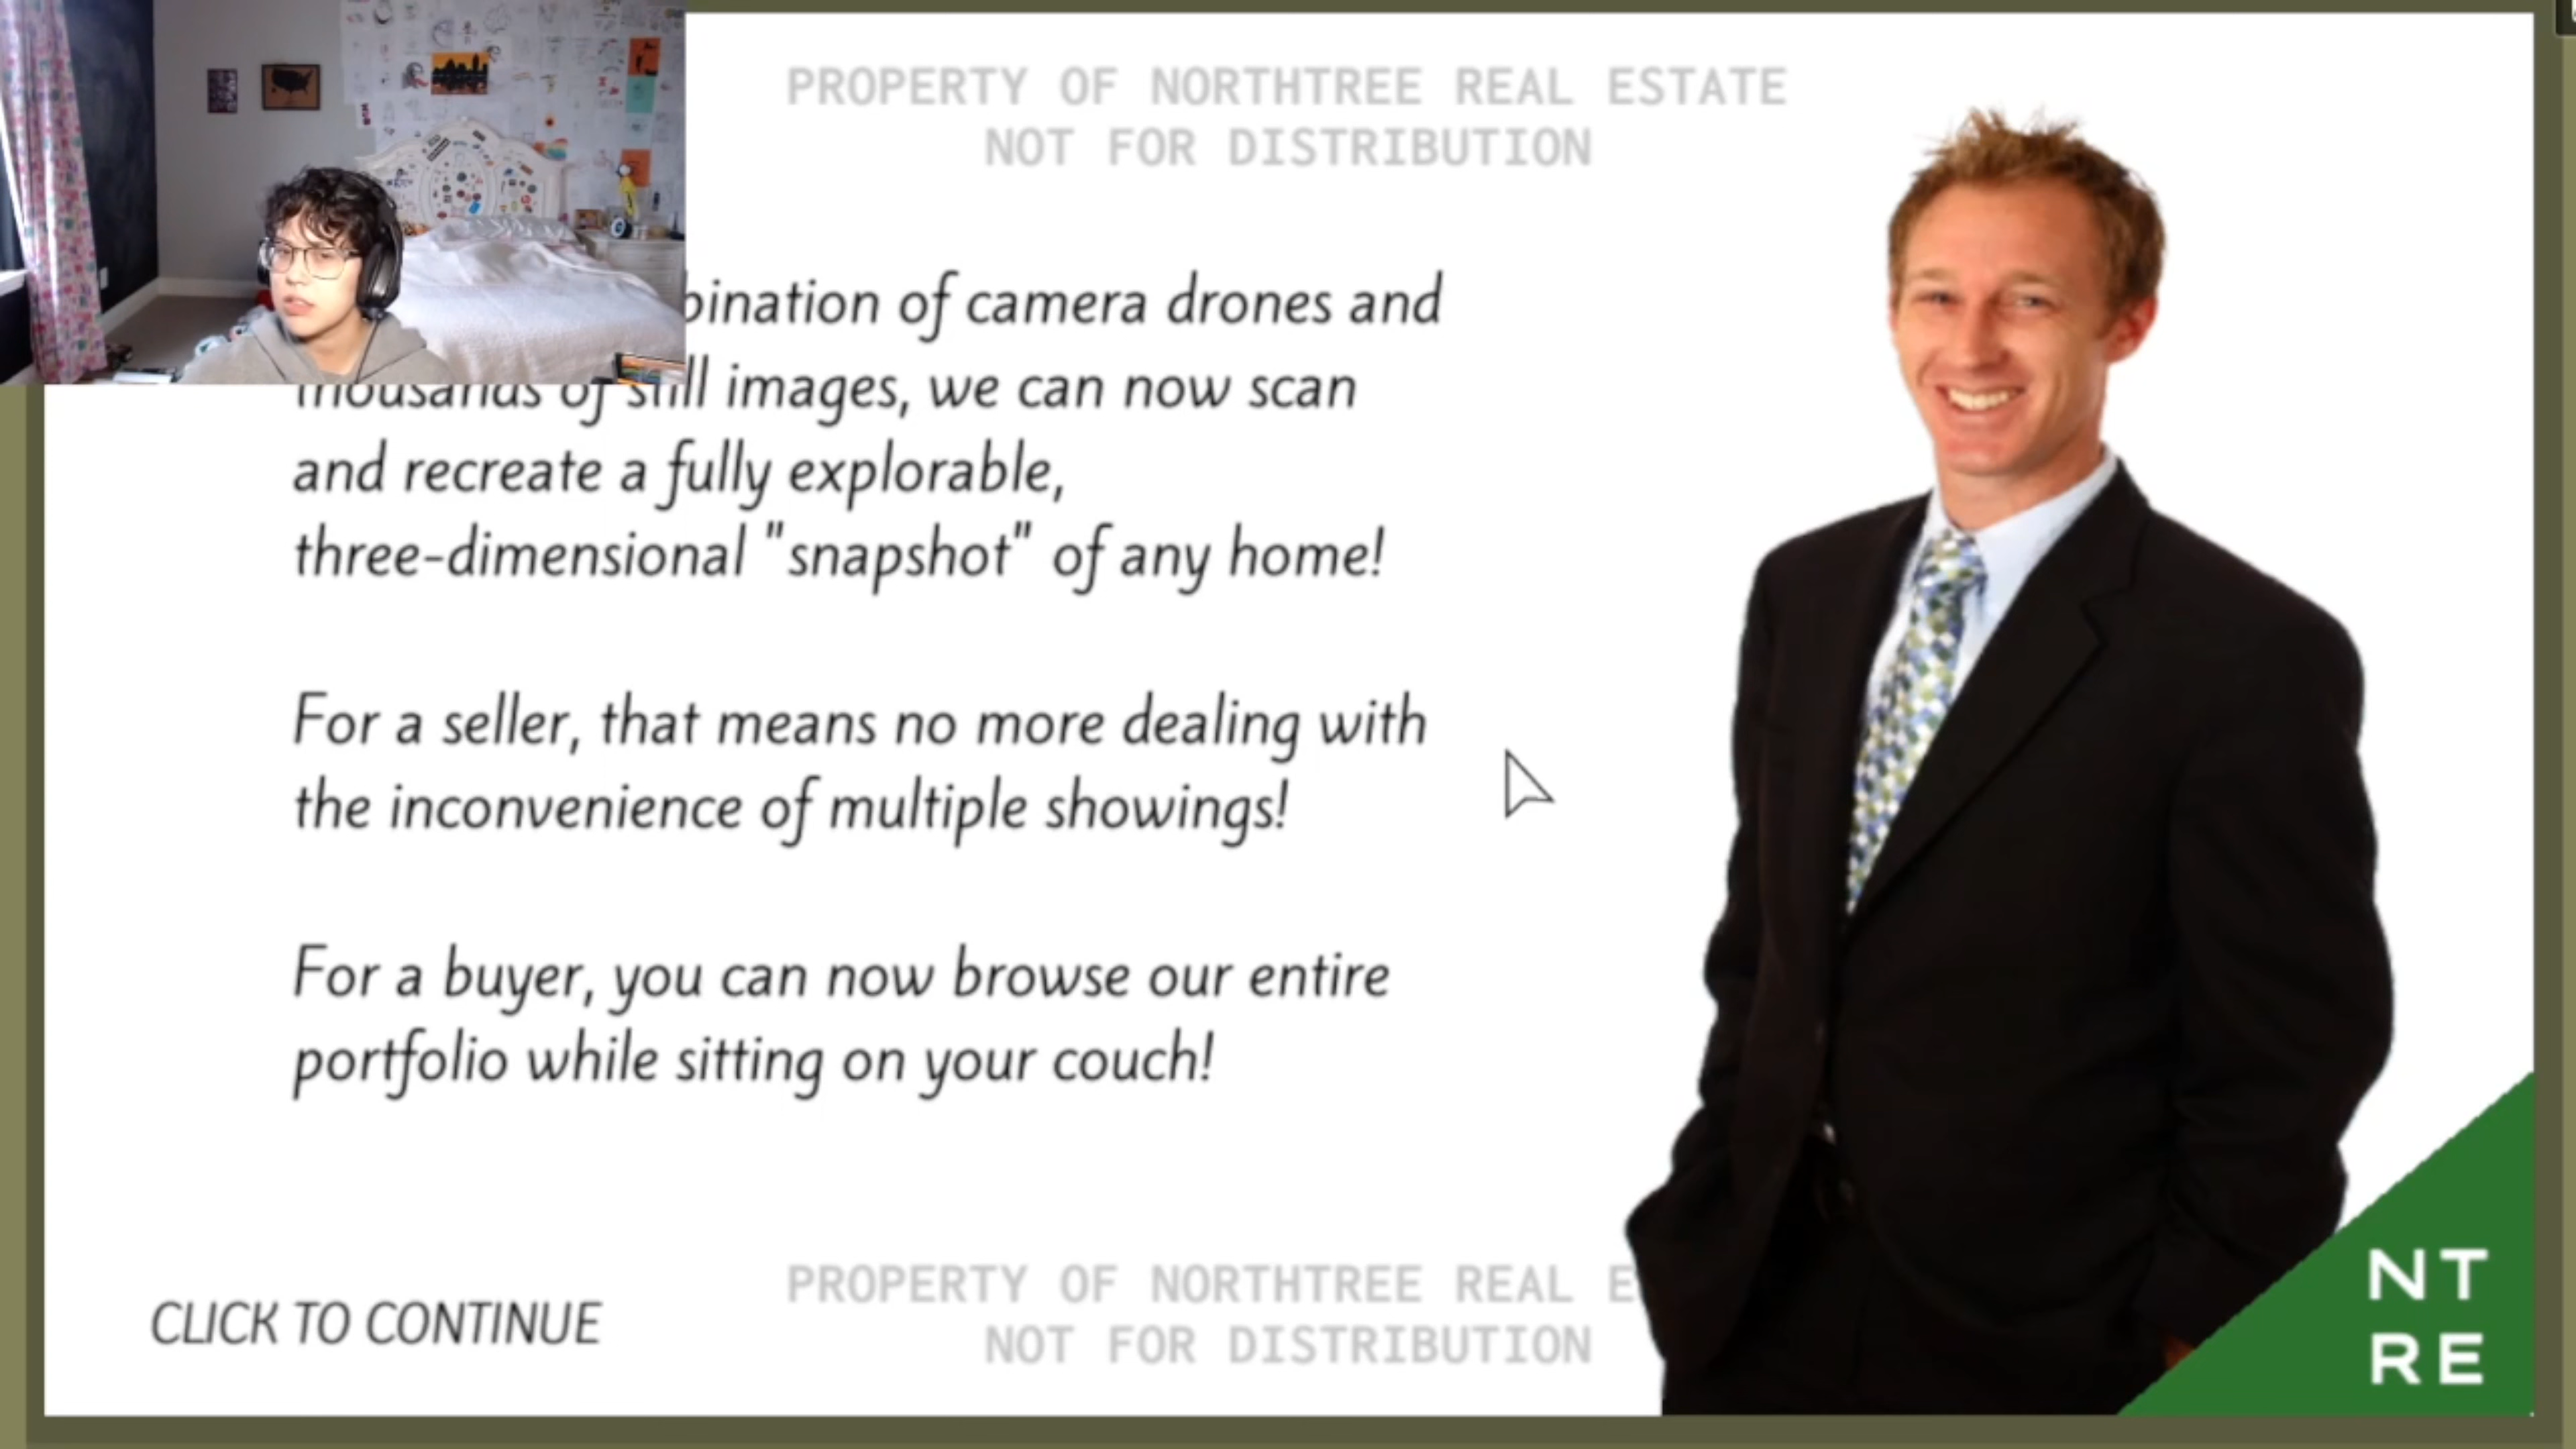 PROPERTY OF NORTHTREE REAL ESTATE
NOT FOR DISTRIBUTION
of camera drones and
thousands of still images, we can now scan
and recreate a fully explorable,
three-dimensional "snapshot" of any home!
For a seller, that means no more dealing with
the inconvenience of multiple showings!
For a buyer, you can now browse our entire
portfolio while sitting on your couch!
PROPERTY OF NORTHTREE REAL
NOT FOR DISTRIBUTION
CLICK TO CONTINUE
NT
RE